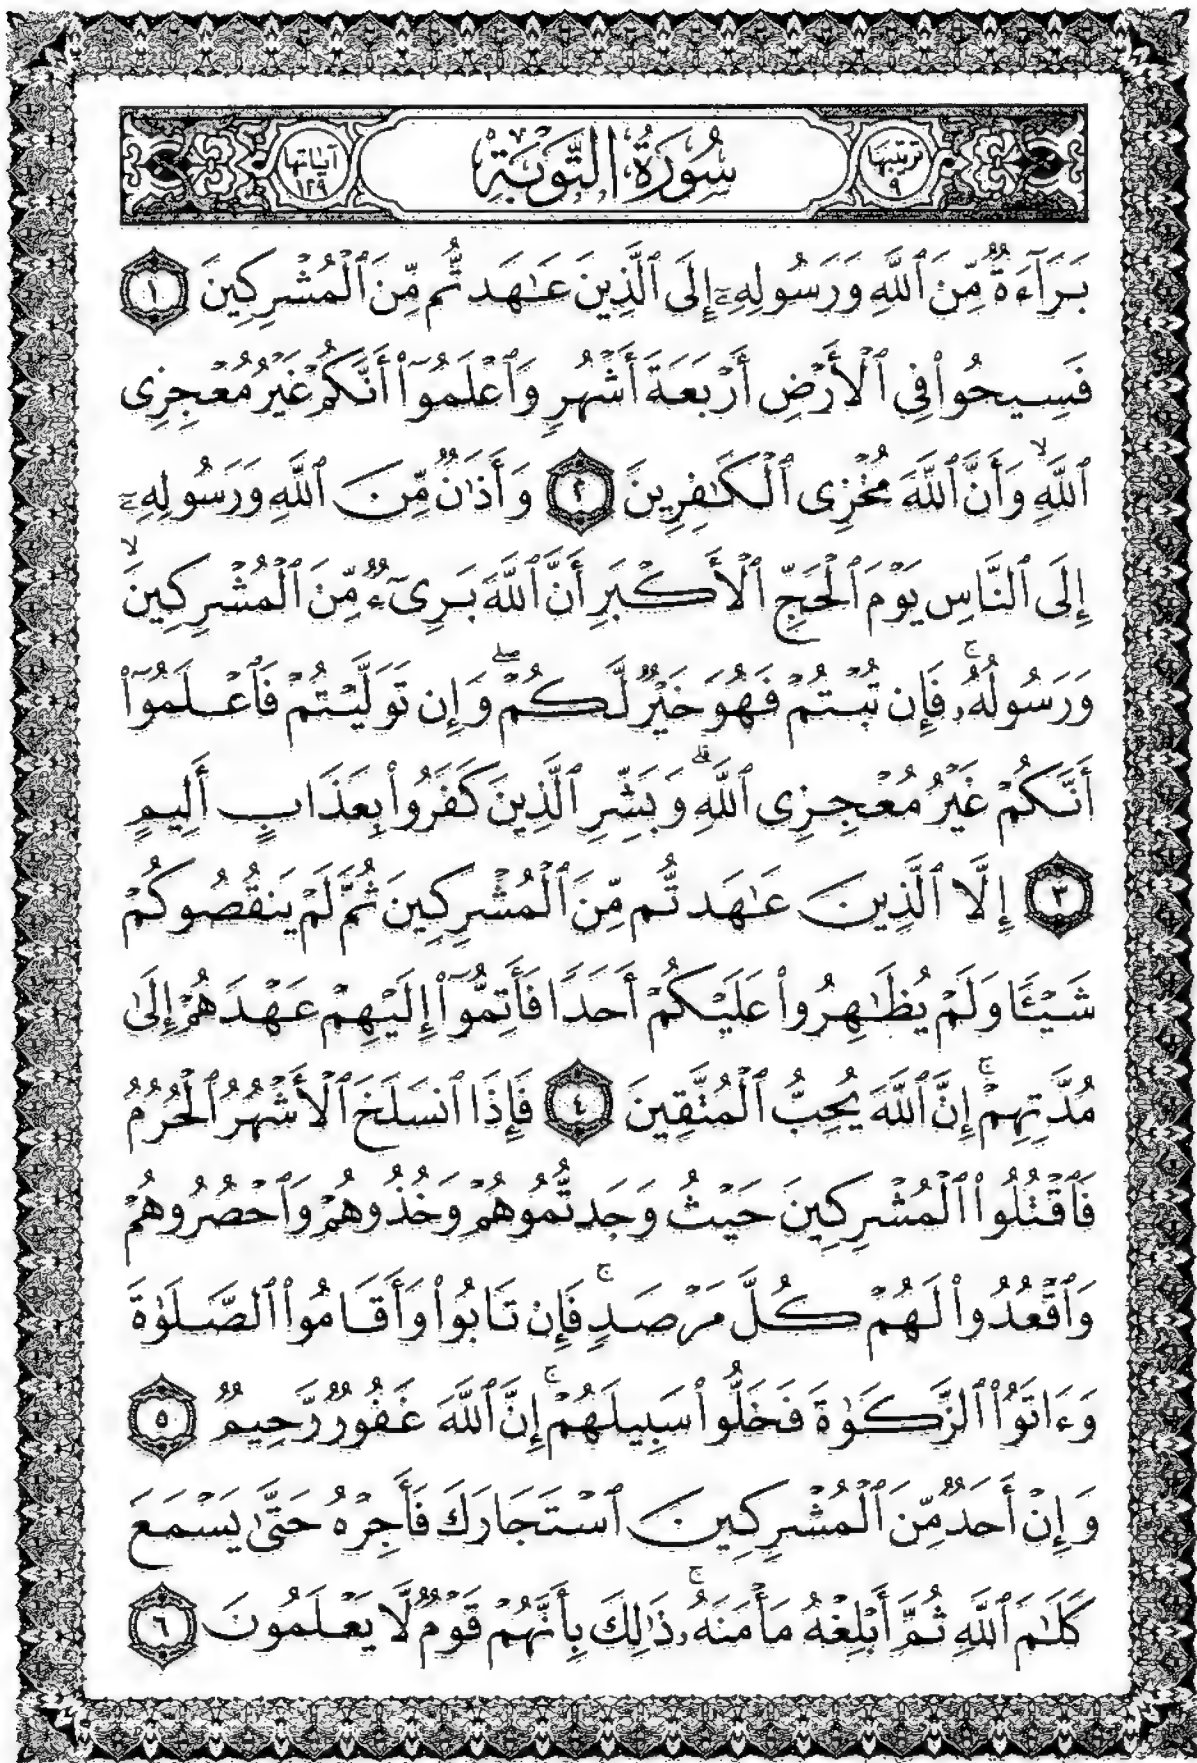 ترتيبها ٩ سُورَةُ التَّوْبَةِ آياتها ١٢٩
بَرَآءَةٌ مِّنَ ٱللَّهِ وَرَسُولِهِۦٓ إِلَى ٱلَّذِينَ عَٰهَدتُّم مِّنَ ٱلْمُشْرِكِينَ ١
فَسِيحُوا۟ فِى ٱلْأَرْضِ أَرْبَعَةَ أَشْهُرٍ وَٱعْلَمُوٓا۟ أَنَّكُمْ غَيْرُ مُعْجِزِى
ٱللَّهِ ۙ وَأَنَّ ٱللَّهَ مُخْزِى ٱلْكَٰفِرِينَ ٢ وَأَذَٰنٌ مِّنَ ٱللَّهِ وَرَسُولِهِۦٓ
إِلَى ٱلنَّاسِ يَوْمَ ٱلْحَجِّ ٱلْأَكْبَرِ أَنَّ ٱللَّهَ بَرِىٓءٌ مِّنَ ٱلْمُشْرِكِينَ ۙ
وَرَسُولُهُۥ ۚ فَإِن تُبْتُمْ فَهُوَ خَيْرٌ لَّكُمْ ۖ وَإِن تَوَلَّيْتُمْ فَٱعْلَمُوٓا۟
أَنَّكُمْ غَيْرُ مُعْجِزِى ٱللَّهِ ۗ وَبَشِّرِ ٱلَّذِينَ كَفَرُوا۟ بِعَذَابٍ أَلِيمٍ
٣ إِلَّا ٱلَّذِينَ عَٰهَدتُّم مِّنَ ٱلْمُشْرِكِينَ ثُمَّ لَمْ يَنقُصُوكُمْ
شَيْـًٔا وَلَمْ يُظَٰهِرُوا۟ عَلَيْكُمْ أَحَدًا فَأَتِمُّوٓا۟ إِلَيْهِمْ عَهْدَهُمْ إِلَىٰ
مُدَّتِهِمْ ۚ إِنَّ ٱللَّهَ يُحِبُّ ٱلْمُتَّقِينَ ٤ فَإِذَا ٱنسَلَخَ ٱلْأَشْهُرُ ٱلْحُرُمُ
فَٱقْتُلُوا۟ ٱلْمُشْرِكِينَ حَيْثُ وَجَدتُّمُوهُمْ وَخُذُوهُمْ وَٱحْصُرُوهُمْ
وَٱقْعُدُوا۟ لَهُمْ كُلَّ مَرْصَدٍ ۚ فَإِن تَابُوا۟ وَأَقَامُوا۟ ٱلصَّلَوٰةَ
وَءَاتَوُا۟ ٱلزَّكَوٰةَ فَخَلُّوا۟ سَبِيلَهُمْ ۚ إِنَّ ٱللَّهَ غَفُورٌ رَّحِيمٌ ٥
وَإِنْ أَحَدٌ مِّنَ ٱلْمُشْرِكِينَ ٱسْتَجَارَكَ فَأَجِرْهُ حَتَّىٰ يَسْمَعَ
كَلَٰمَ ٱللَّهِ ثُمَّ أَبْلِغْهُ مَأْمَنَهُۥ ۚ ذَٰلِكَ بِأَنَّهُمْ قَوْمٌ لَّا يَعْلَمُونَ ٦